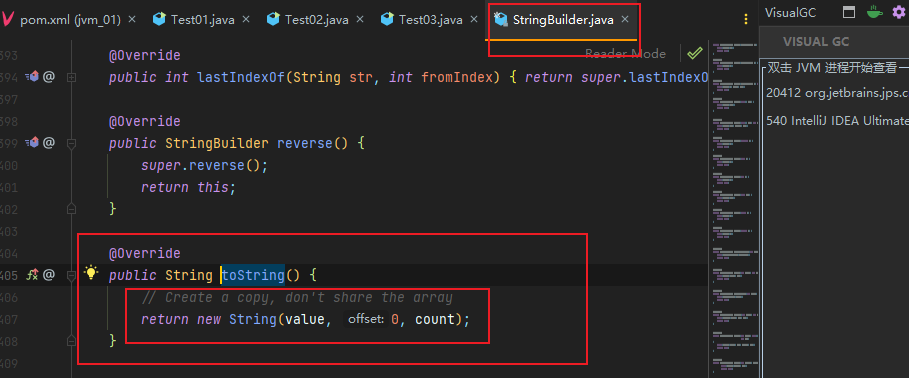 pom.xml (jvm_01) × Test01.java × Test02.java × Test03.java × StringBuilder.java × VisualGC
Reader Mode
VISUAL GC
393 @Override
394 public int lastIndexOf(String str, int fromIndex) { return super.lastIndexO
双击 JVM 进程开始查看一
20412 org.jetbrains.jps.c
540 IntelliJ IDEA Ultimate
397
398 @Override
399 public StringBuilder reverse() {
400 super.reverse();
401 return this;
402 }
403
404 @Override
405 public String toString() {
406 // Create a copy, don't share the array
407 return new String(value, offset: 0, count);
408 }
409